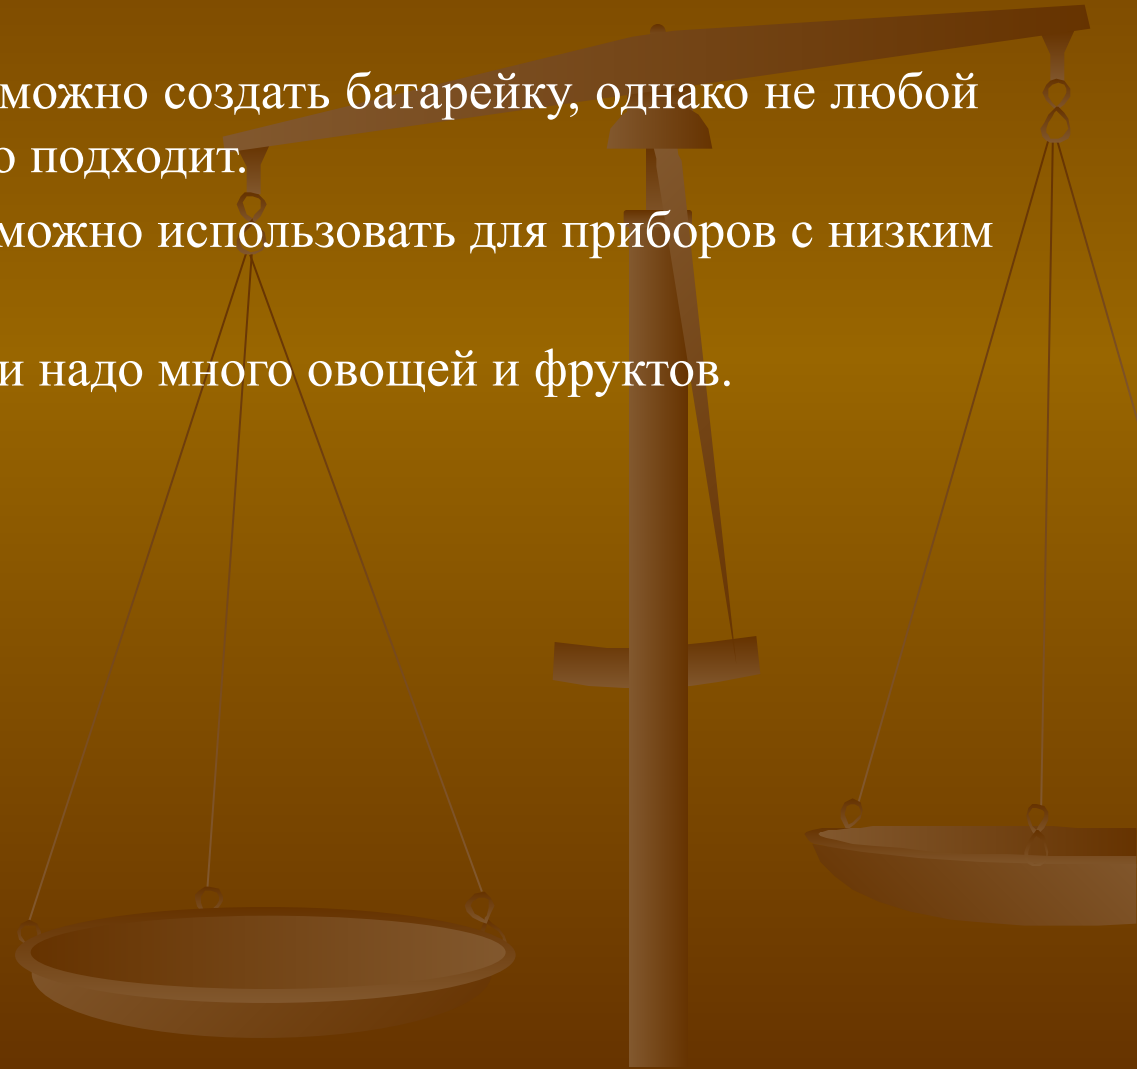 можно создать батарейку, однако не любой
о подходит.
можно использовать для приборов с низким
и надо много овощей и фруктов.